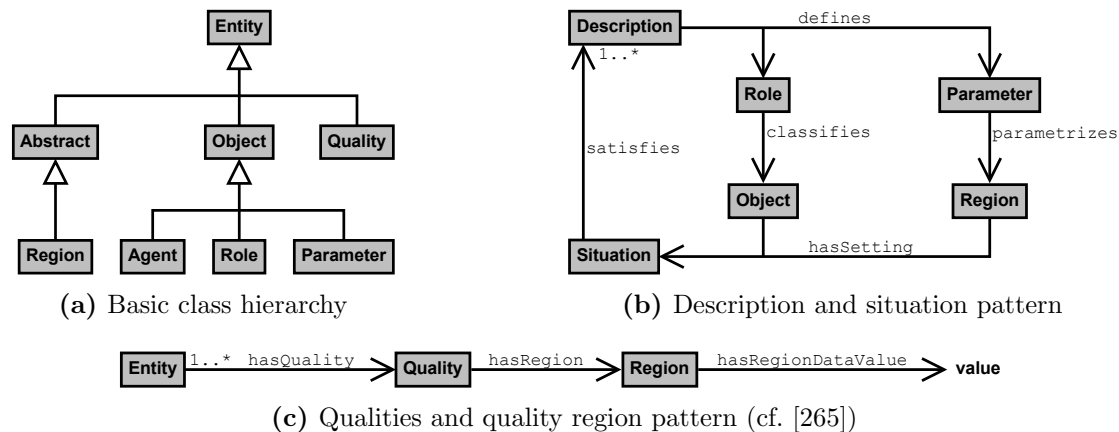 Entity
Abstract
Object
Quality
Region
Agent
Role
Parameter
(a) Basic class hierarchy
Description
defines
1..*
Role
Parameter
satisfies
classifies
parametrizes
Object
Region
Situation
hasSetting
(b) Description and situation pattern
Entity
1..* hasQuality
Quality
hasRegion
Region
hasRegionDataValue
value
(c) Qualities and quality region pattern (cf. [265])